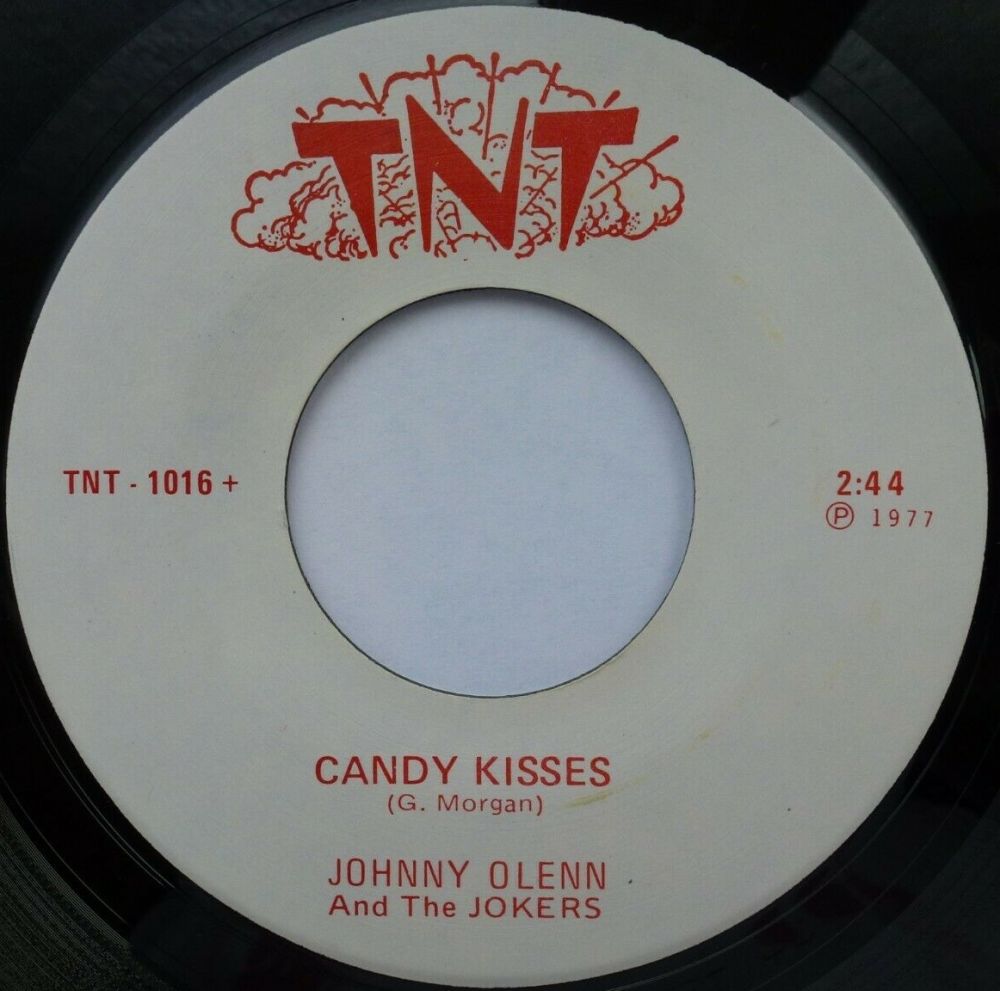 TNT
TNT - 1016 +
2:44
Ⓟ 1977
CANDY KISSES
(G. Morgan)
JOHNNY OLENN
And The JOKERS